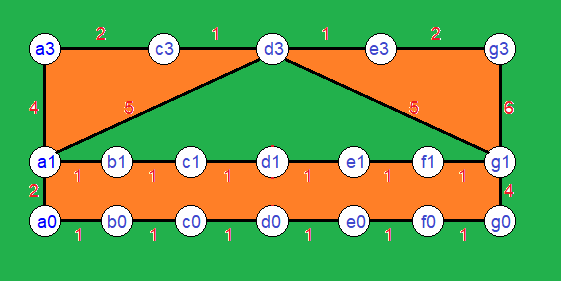 2 1 1 2
a3 c3 d3 e3 g3
4 5 5 6
a1 b1 c1 d1 e1 f1 g1
1 1 1 1 1 1
2 4
a0 b0 c0 d0 e0 f0 g0
1 1 1 1 1 1